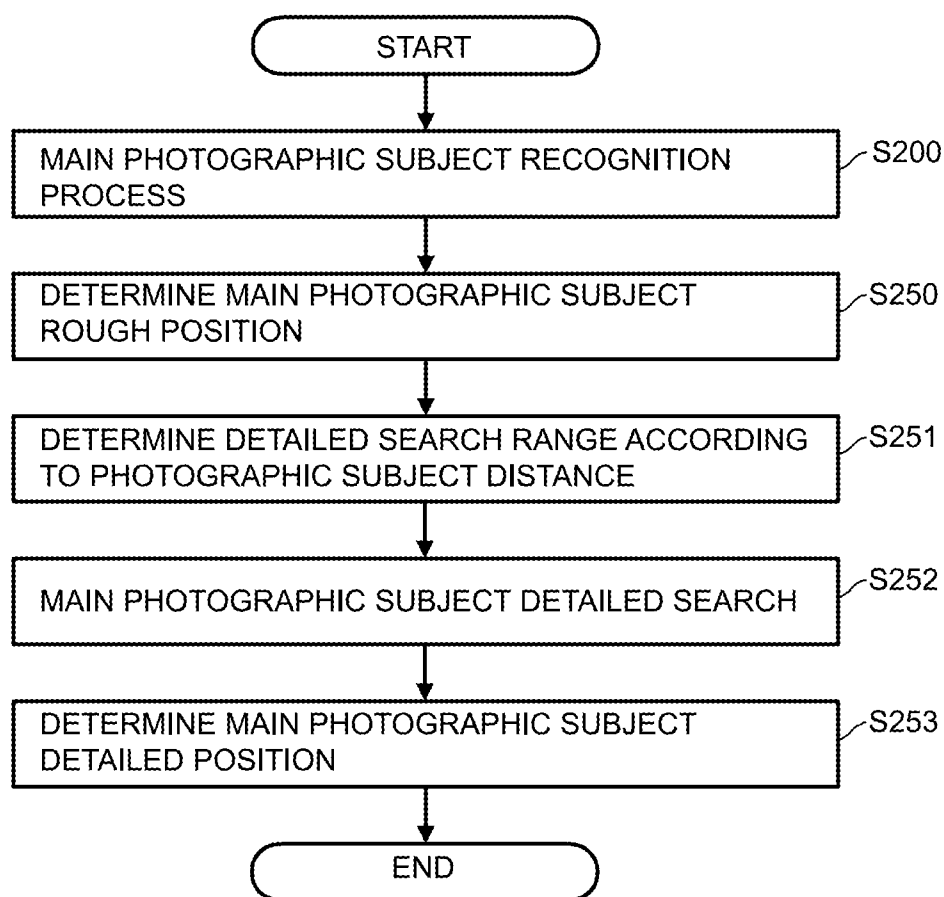 START
MAIN PHOTOGRAPHIC SUBJECT RECOGNITION
PROCESS
S200
DETERMINE MAIN PHOTOGRAPHIC SUBJECT
ROUGH POSITION
S250
DETERMINE DETAILED SEARCH RANGE ACCORDING
TO PHOTOGRAPHIC SUBJECT DISTANCE
S251
MAIN PHOTOGRAPHIC SUBJECT DETAILED SEARCH
S252
DETERMINE MAIN PHOTOGRAPHIC SUBJECT
DETAILED POSITION
S253
END